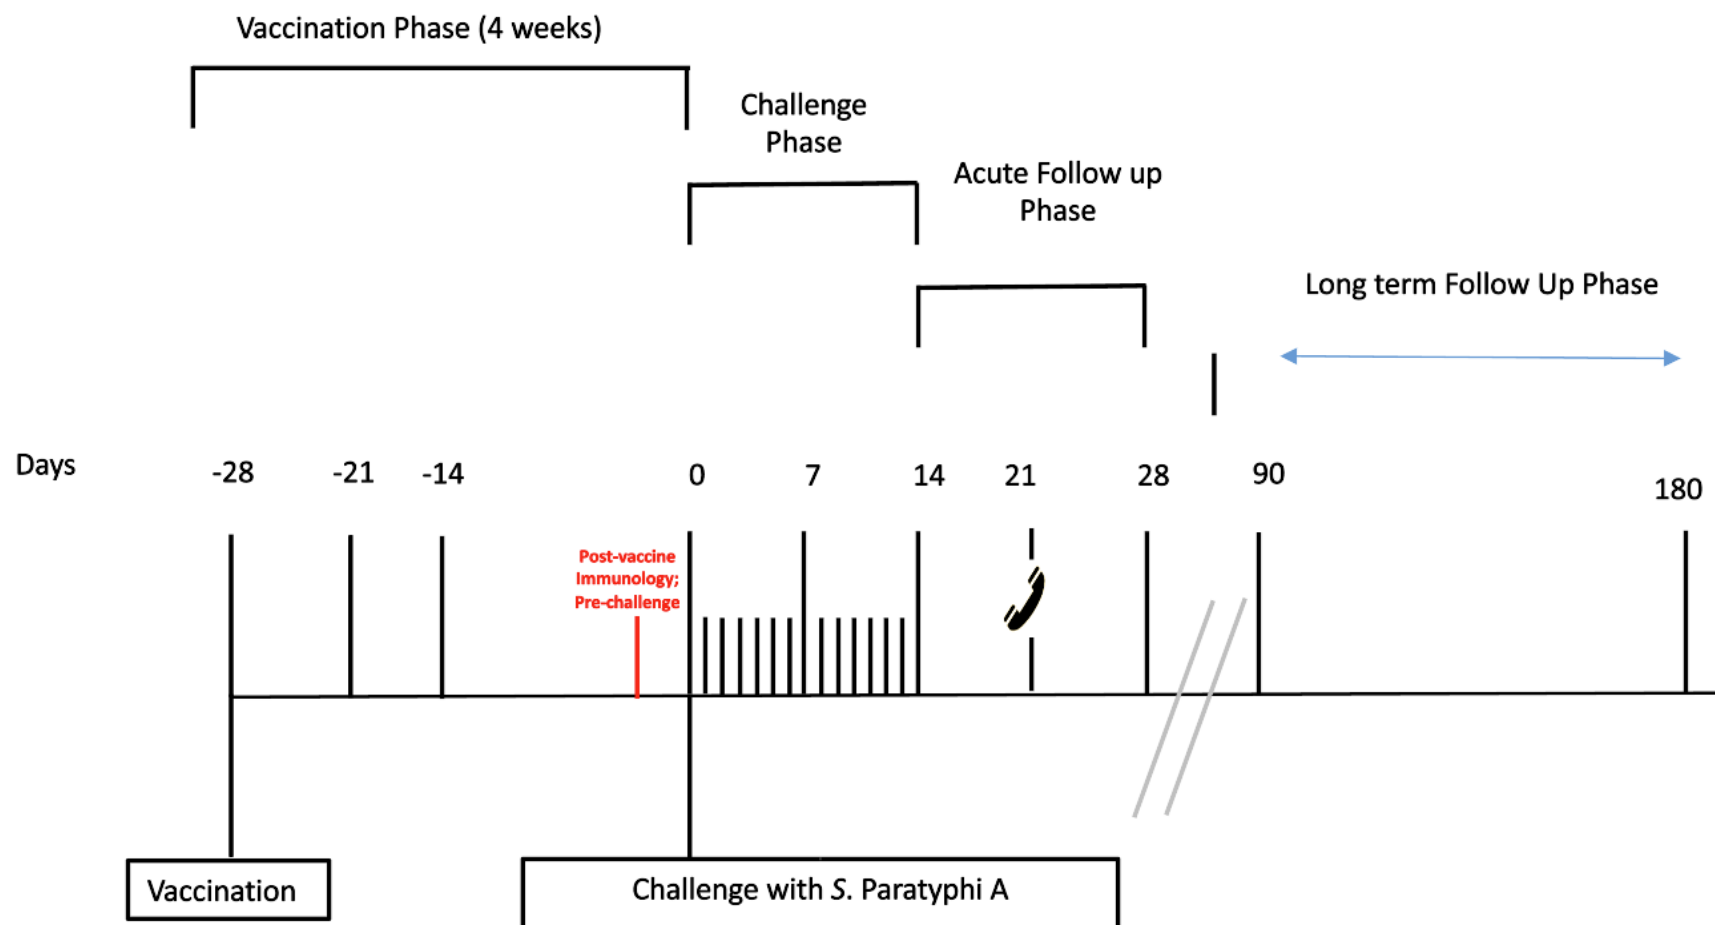 Vaccination Phase (4 weeks)
Challenge
Phase
Acute Follow up
Phase
Long term Follow Up Phase
Days
-28
-21
-14
0
7
14
21
28
90
180
Post-vaccine
Immunology;
Pre-challenge
Vaccination
Challenge with S. Paratyphi A